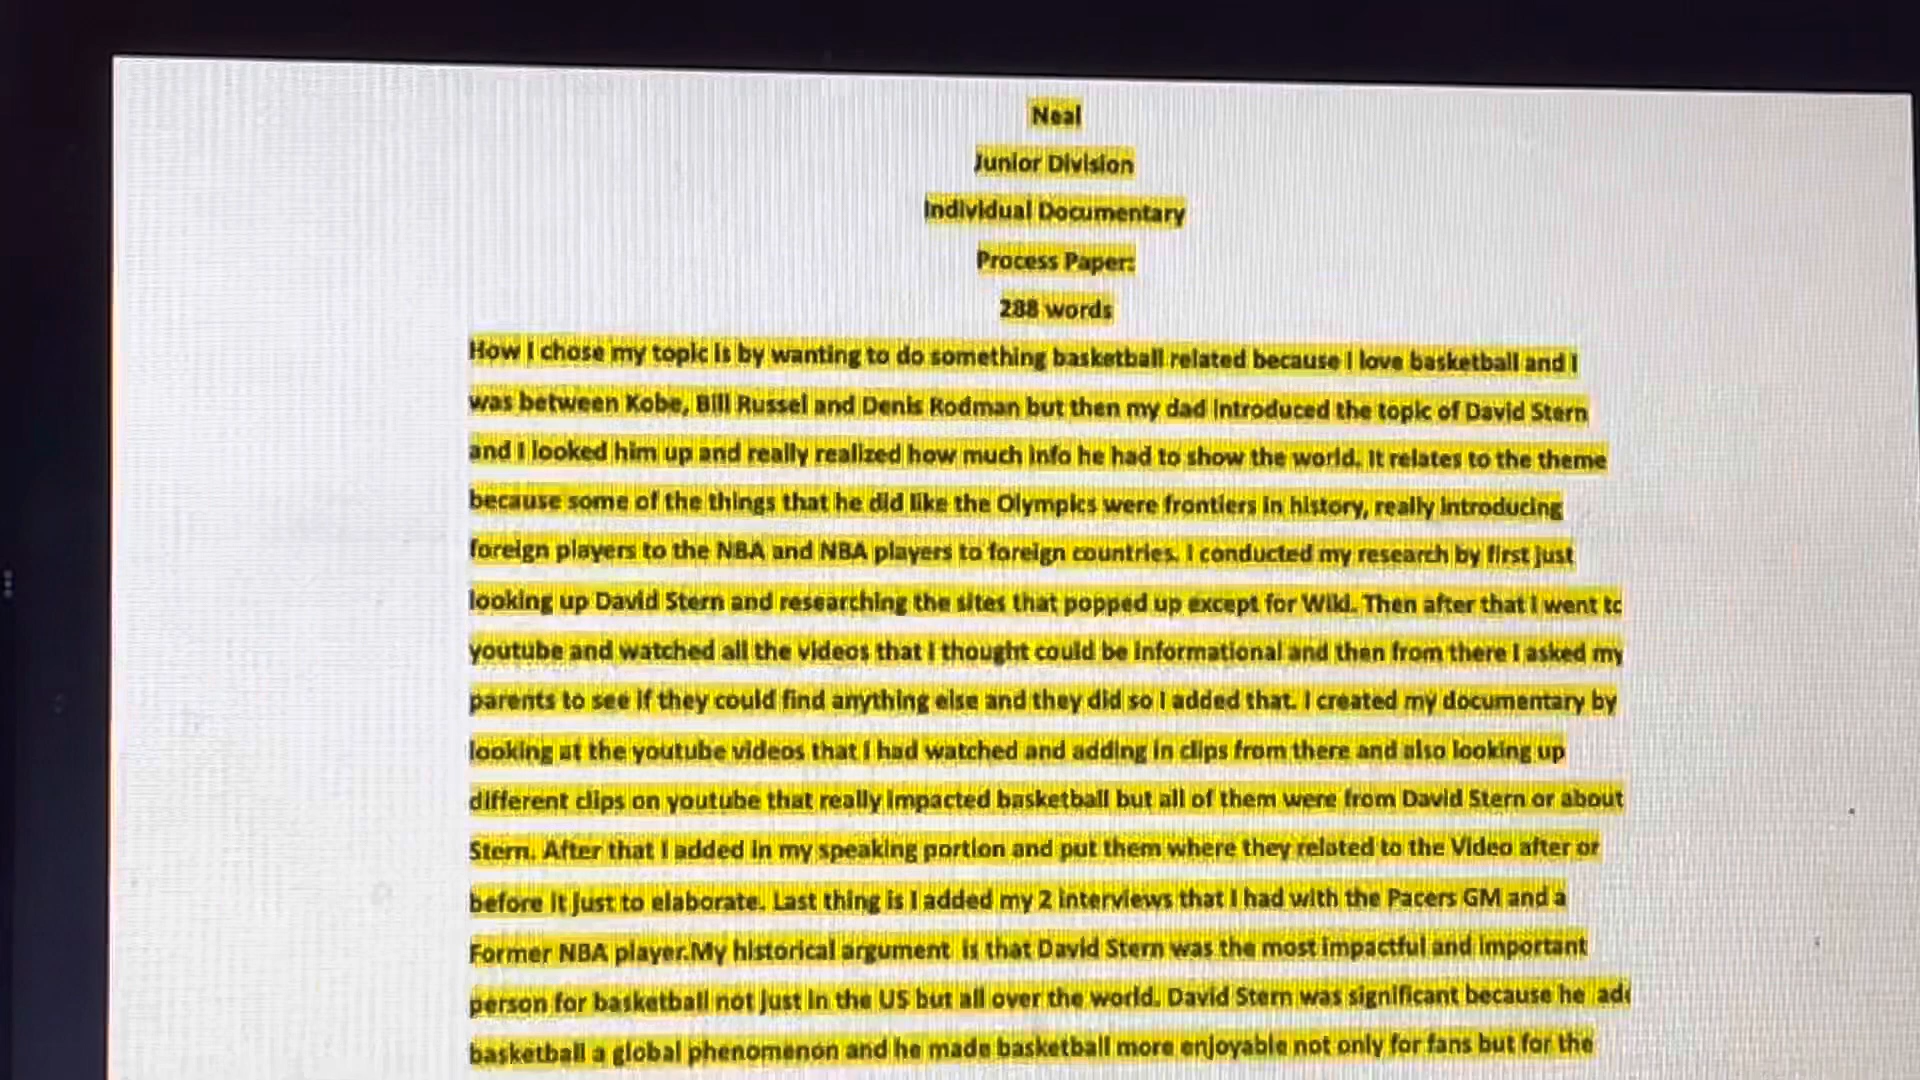 Neal
Junior Division
Individual Documentary
Process Paper:
288 words
How I chose my topic is by wanting to do something basketball related because I love basketball and I
was between Kobe, Bill Russel and Denis Rodman but then my dad introduced the topic of David Stern
and I looked him up and really realized how much info he had to show the world. It relates to the theme
because some of the things that he did like the Olympics were frontiers in history, really introducing
foreign players to the NBA and NBA players to foreign countries. I conducted my research by first just
looking up David Stern and researching the sites that popped up except for Wiki. Then after that I went to
youtube and watched all the videos that I thought could be informational and then from there I asked my
parents to see if they could find anything else and they did so I added that. I created my documentary by
looking at the youtube videos that I had watched and adding in clips from there and also looking up
different clips on youtube that really impacted basketball but all of them were from David Stern or about
Stern. After that I added in my speaking portion and put them where they related to the Video after or
before it just to elaborate. Last thing is I added my 2 interviews that I had with the Pacers GM and a
Former NBA player.My historical argument is that David Stern was the most impactful and important
person for basketball not just in the US but all over the world. David Stern was significant because he
basketball a global phenomenon and he made basketball more enjoyable not only for fans but for the